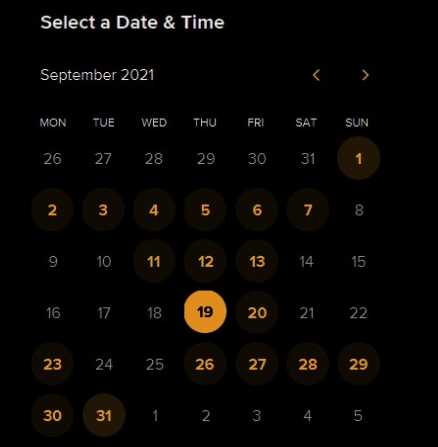 Select a Date & Time
September 2021
MON TUE WED THU FRI SAT SUN
26 27 28 29 30 31 1
2 3 4 5 6 7 8
9 10 11 12 13 14 15
16 17 18 19 20 21 22
23 24 25 26 27 28 29
30 31 1 2 3 4 5